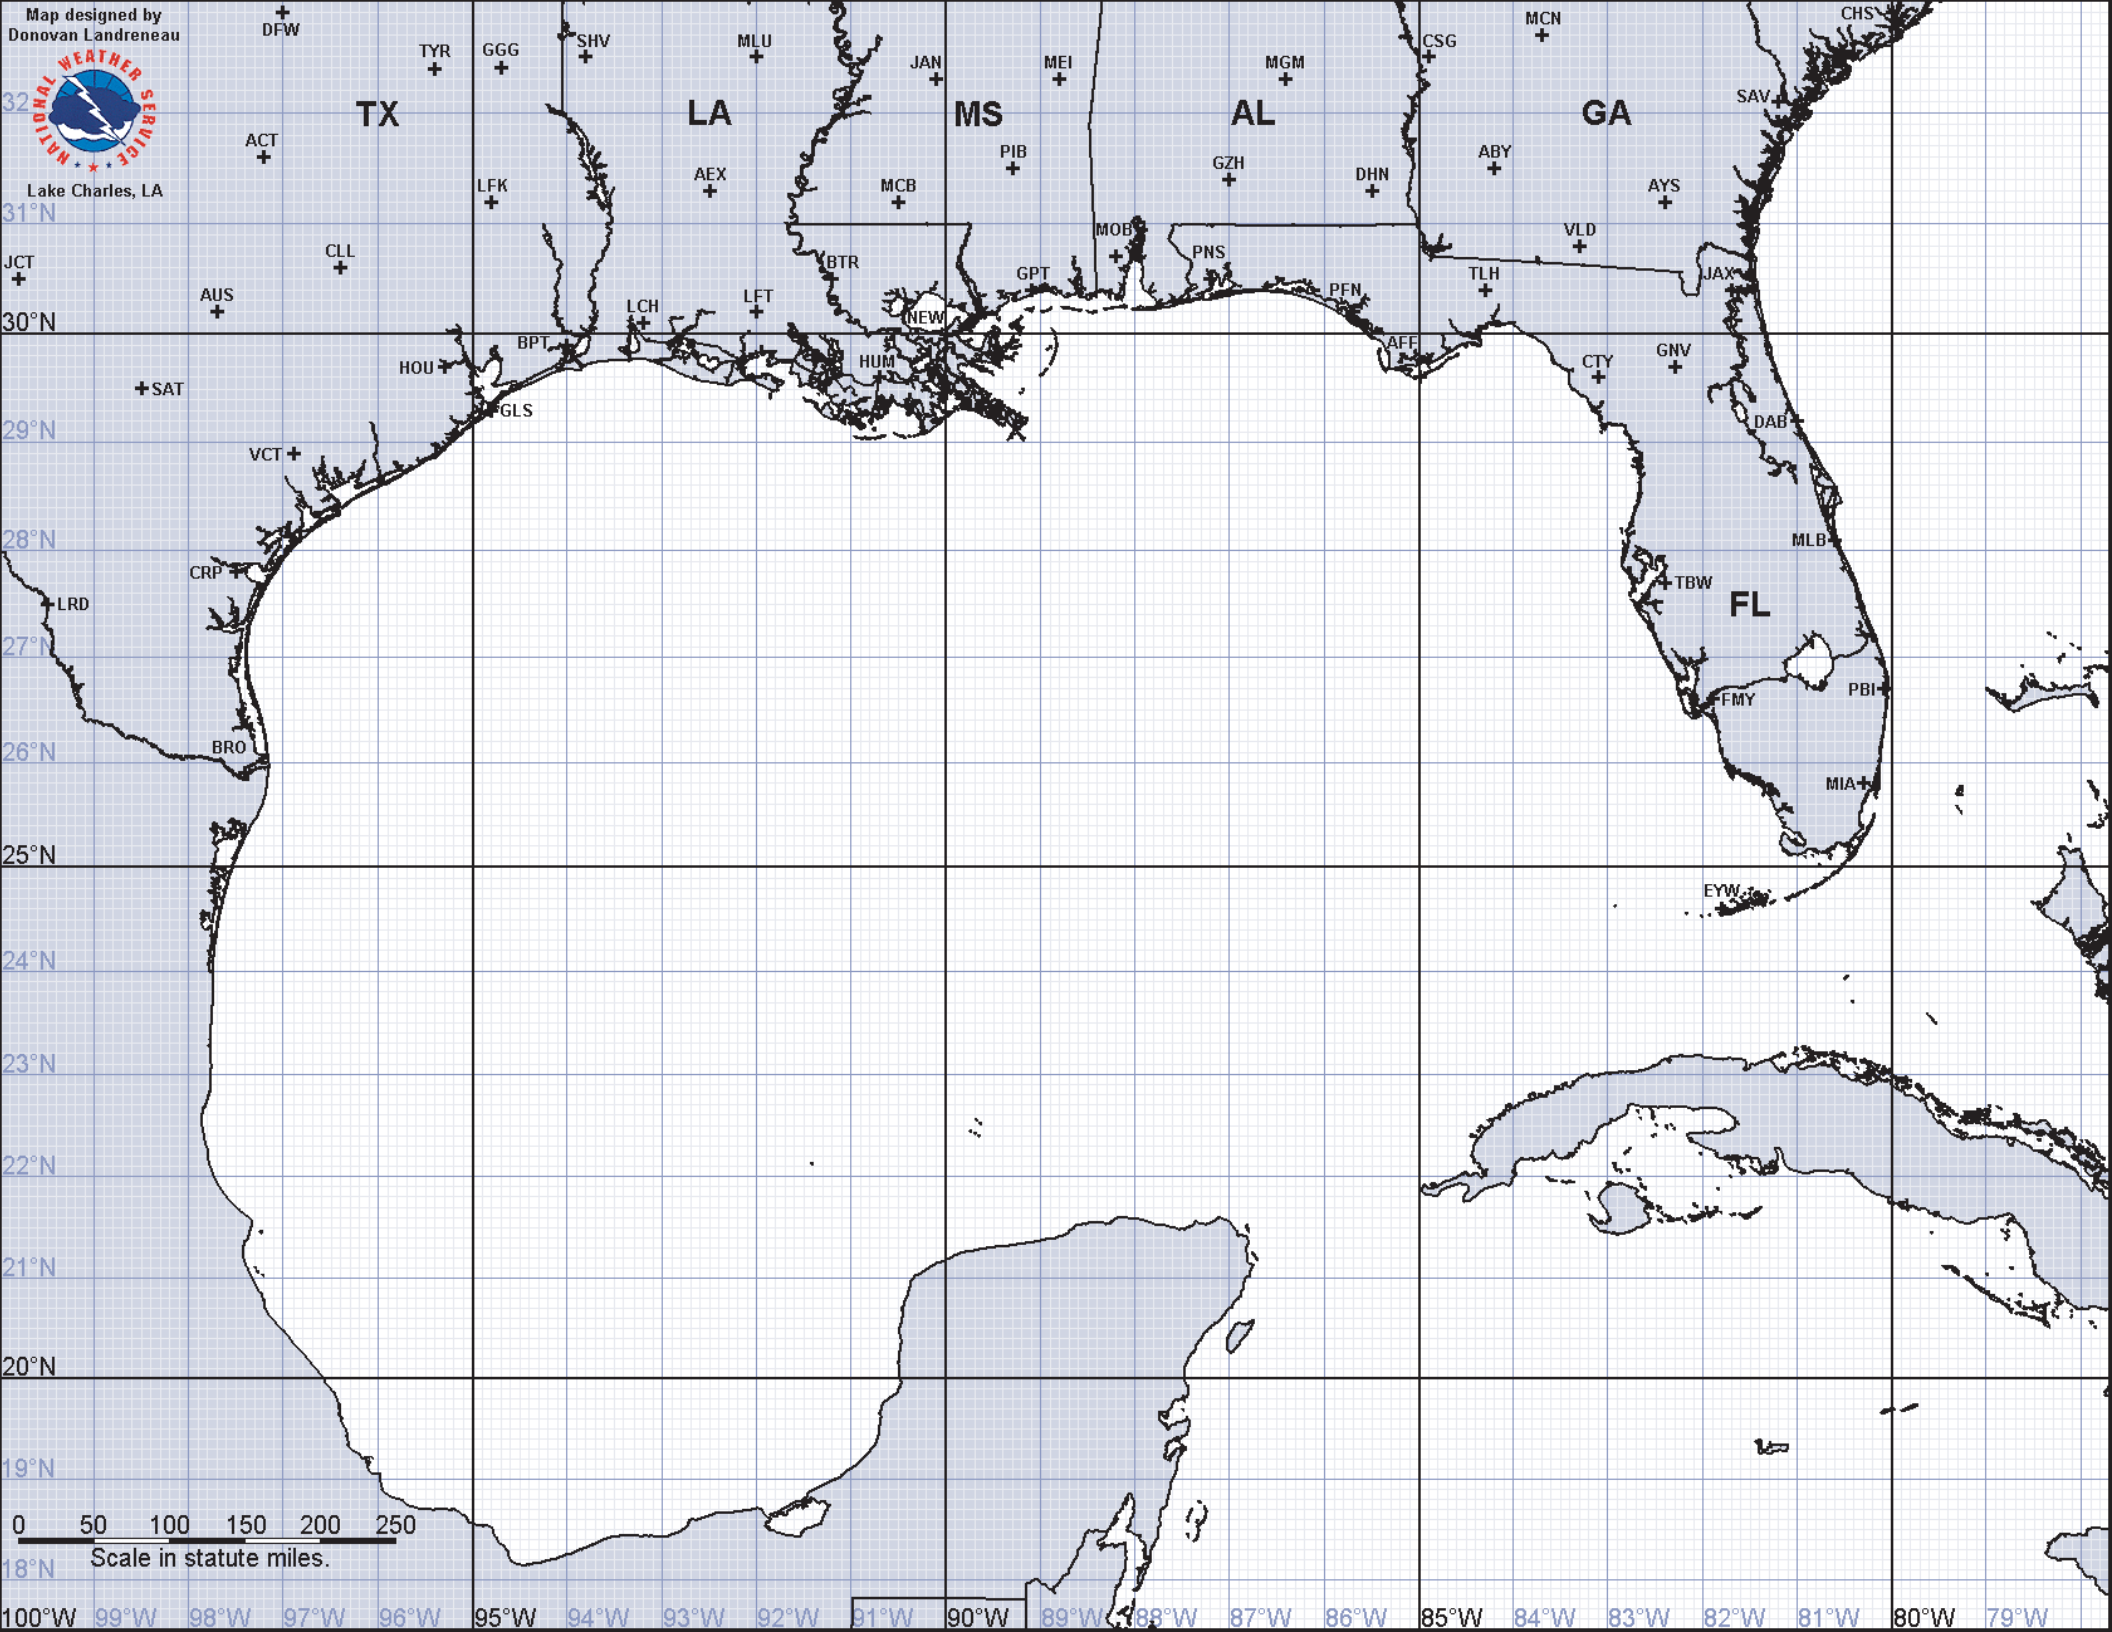 Map designed by
Donovan Landreneau
NATIONAL WEATHER SERVICE
Lake Charles, LA
DFW
TYR
GGG
SHV
MLU
JAN
MEI
MGM
CSG
MCN
CHS
32
TX
LA
MS
AL
GA
SAV
ACT
LFK
AEX
MCB
PIB
GZH
DHN
ABY
AYS
31°N
JCT
CLL
BTR
MOB
PNS
VLD
AUS
LCH
LFT
GPT
PFN
TLH
JAX
30°N
HOU
BPT
NEW
HUM
AFF
CTY
GNV
SAT
GLS
29°N
VCT
DAB
28°N
MLB
CRP
TBW
LRD
FL
27°N
PBI
FMY
BRO
26°N
MIA
25°N
EYW
24°N
23°N
22°N
21°N
20°N
19°N
0 50 100 150 200 250
Scale in statute miles.
18°N
100°W 99°W 98°W 97°W 96°W 95°W 94°W 93°W 92°W 91°W 90°W 89°W 88°W 87°W 86°W 85°W 84°W 83°W 82°W 81°W 80°W 79°W